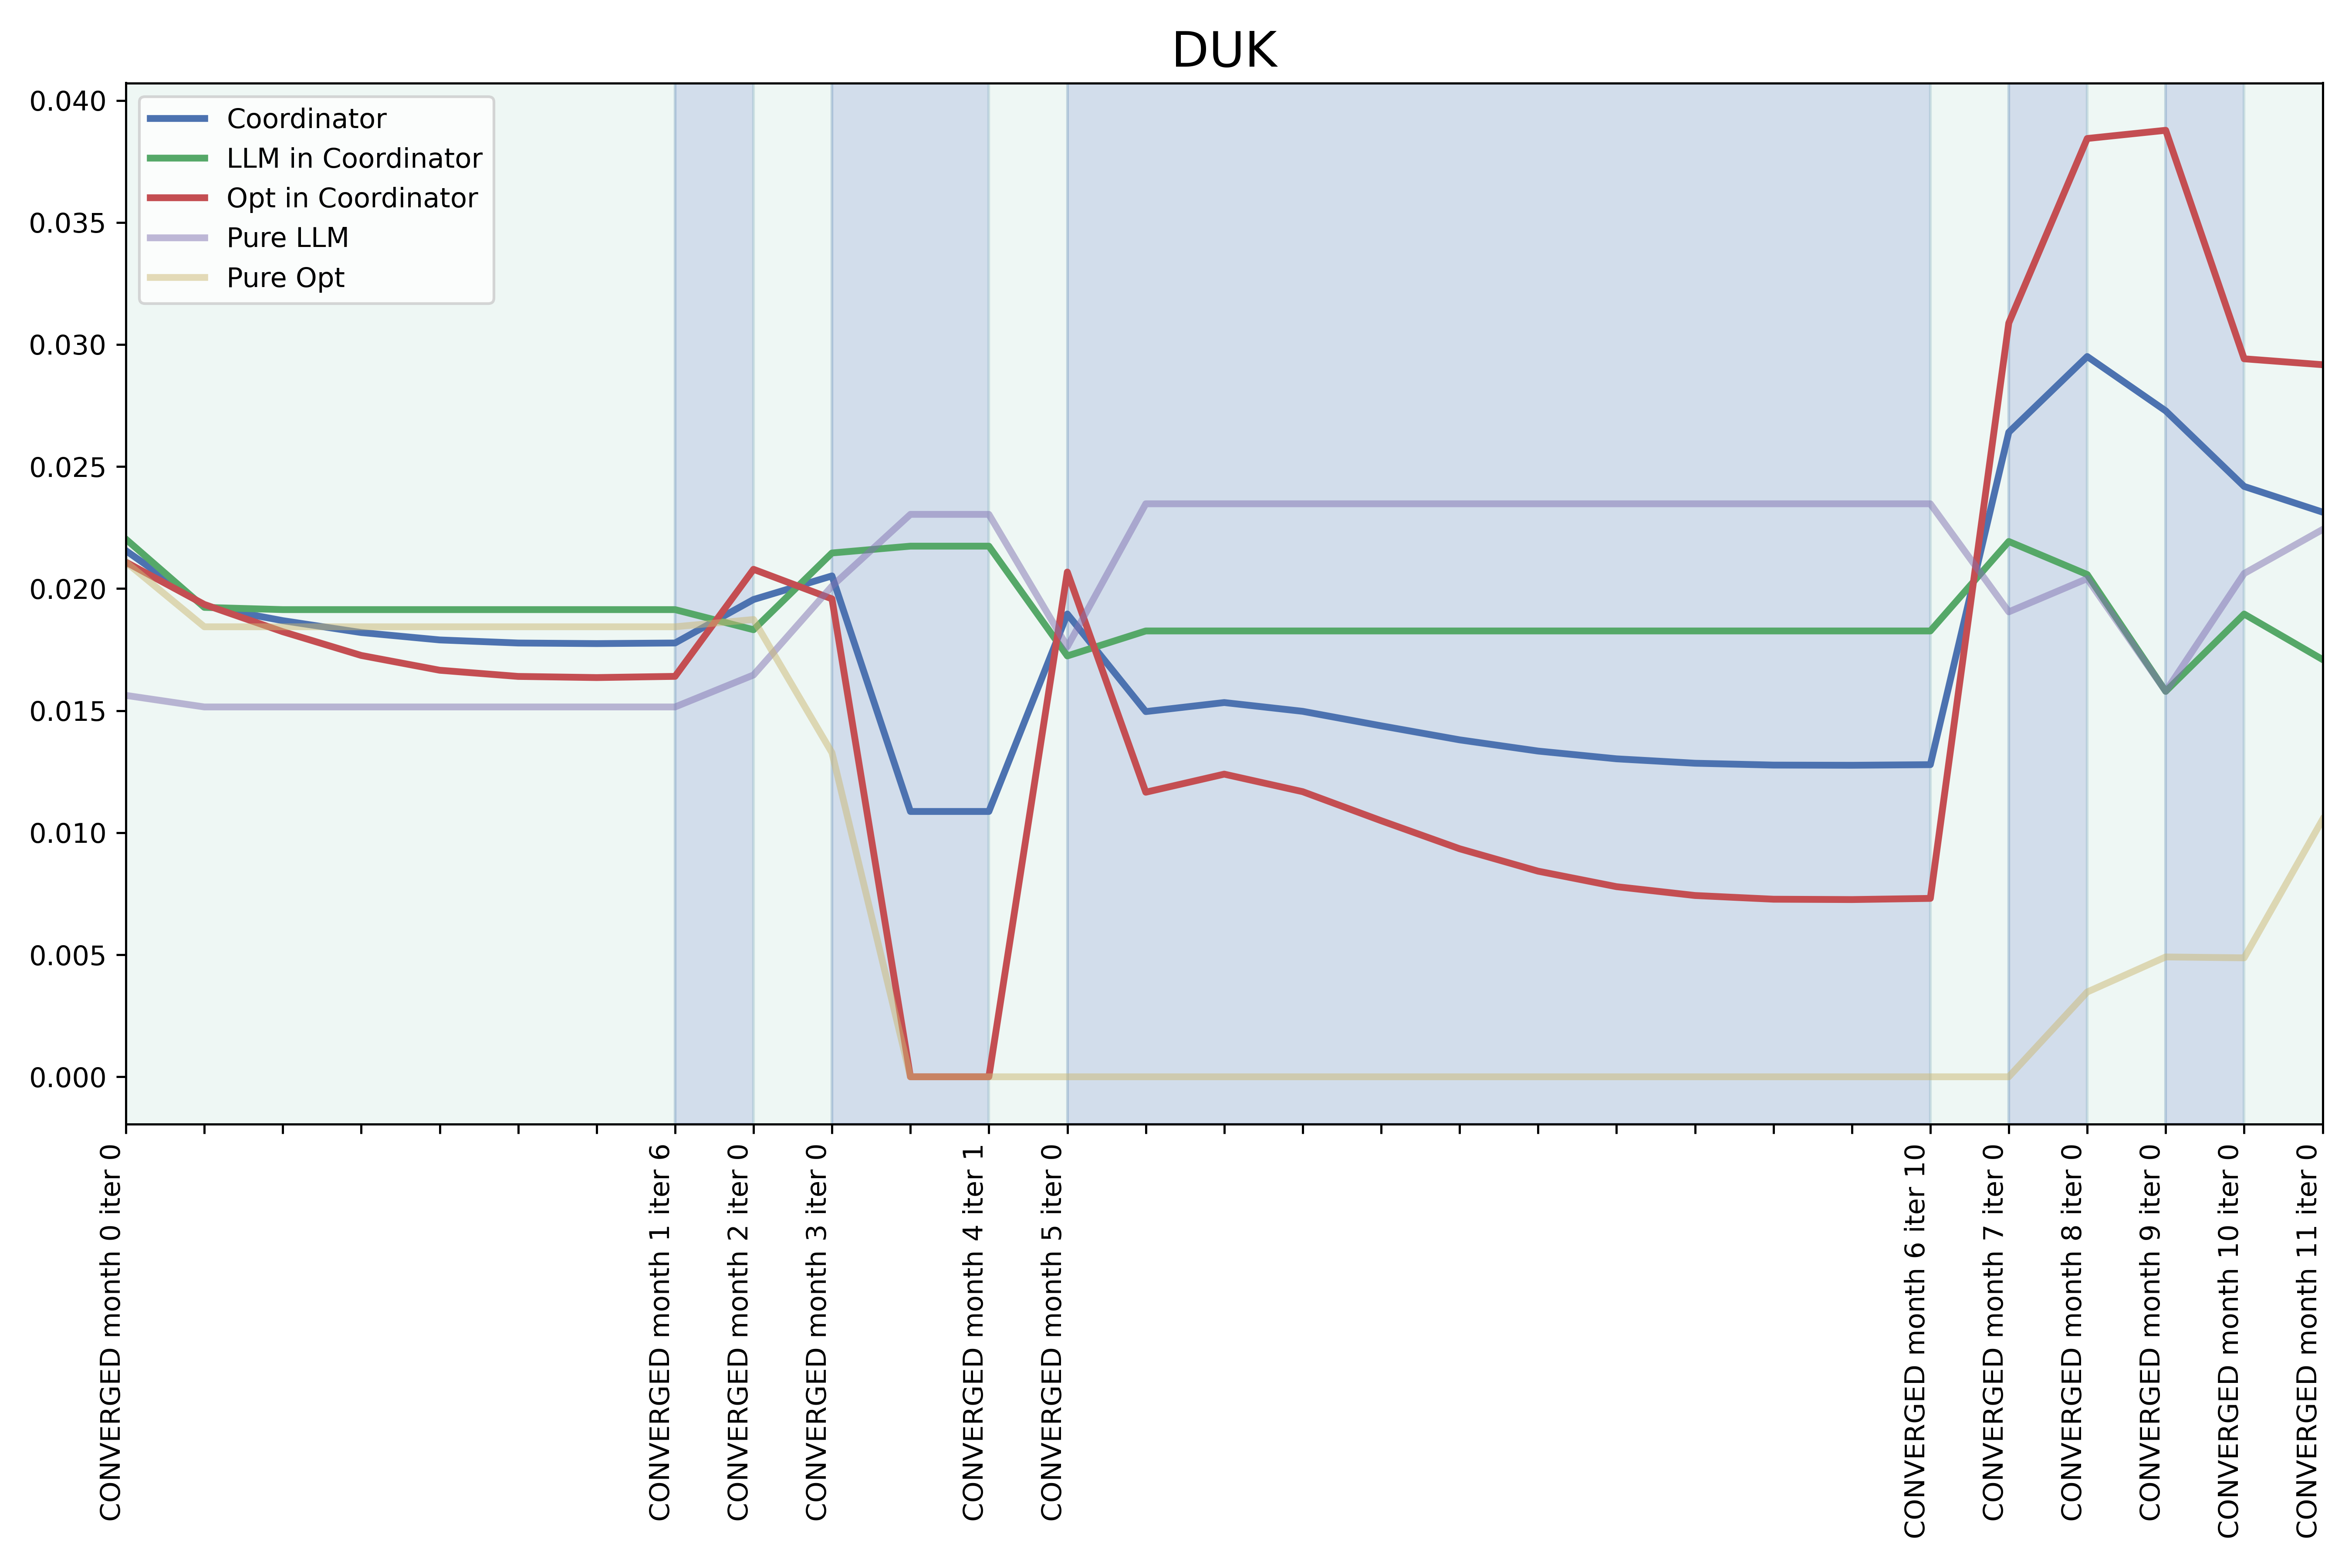 DUK
0.040
0.035
0.030
0.025
0.020
0.015
0.010
0.005
0.000
Coordinator
LLM in Coordinator
Opt in Coordinator
Pure LLM
Pure Opt
CONVERGED month 0 iter 0
CONVERGED month 1 iter 6
CONVERGED month 2 iter 0
CONVERGED month 3 iter 0
CONVERGED month 4 iter 1
CONVERGED month 5 iter 0
CONVERGED month 6 iter 10
CONVERGED month 7 iter 0
CONVERGED month 8 iter 0
CONVERGED month 9 iter 0
CONVERGED month 10 iter 0
CONVERGED month 11 iter 0